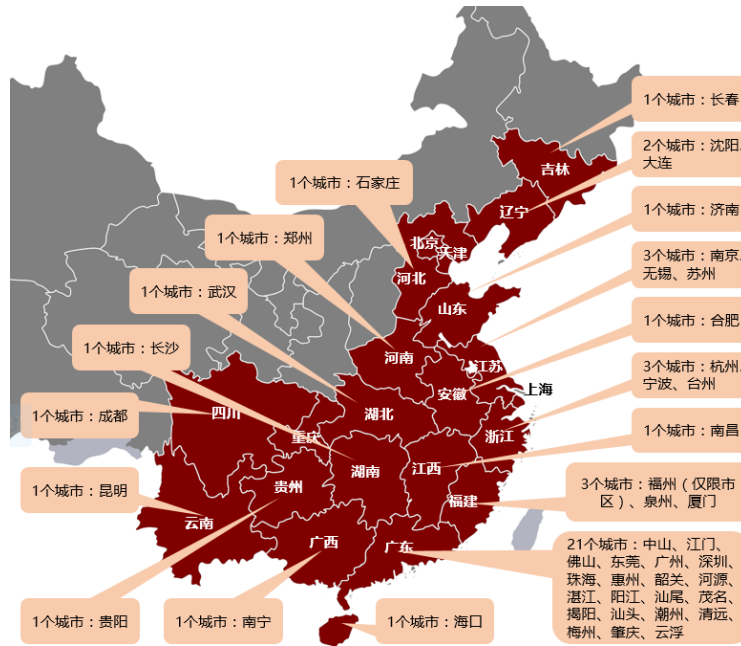 1个城市：长春
2个城市：沈阳、
大连
吉林
1个城市：石家庄
辽宁
1个城市：济南
1个城市：郑州
北京
天津
3个城市：南京、
无锡、苏州
河北
1个城市：武汉
山东
1个城市：合肥
1个城市：长沙
河南
江苏
3个城市：杭州、
宁波、台州
安徽
上海
1个城市：成都
四川
湖北
浙江
1个城市：南昌
重庆
湖南
江西
1个城市：昆明
贵州
3个城市：福州（仅限市
区）、泉州、厦门
福建
云南
广西
广东
21个城市：中山、江门、
佛山、东莞、广州、深圳、
珠海、惠州、韶关、河源、
湛江、阳江、汕尾、茂名、
揭阳、汕头、潮州、清远、
梅州、肇庆、云浮
1个城市：贵阳
1个城市：南宁
1个城市：海口